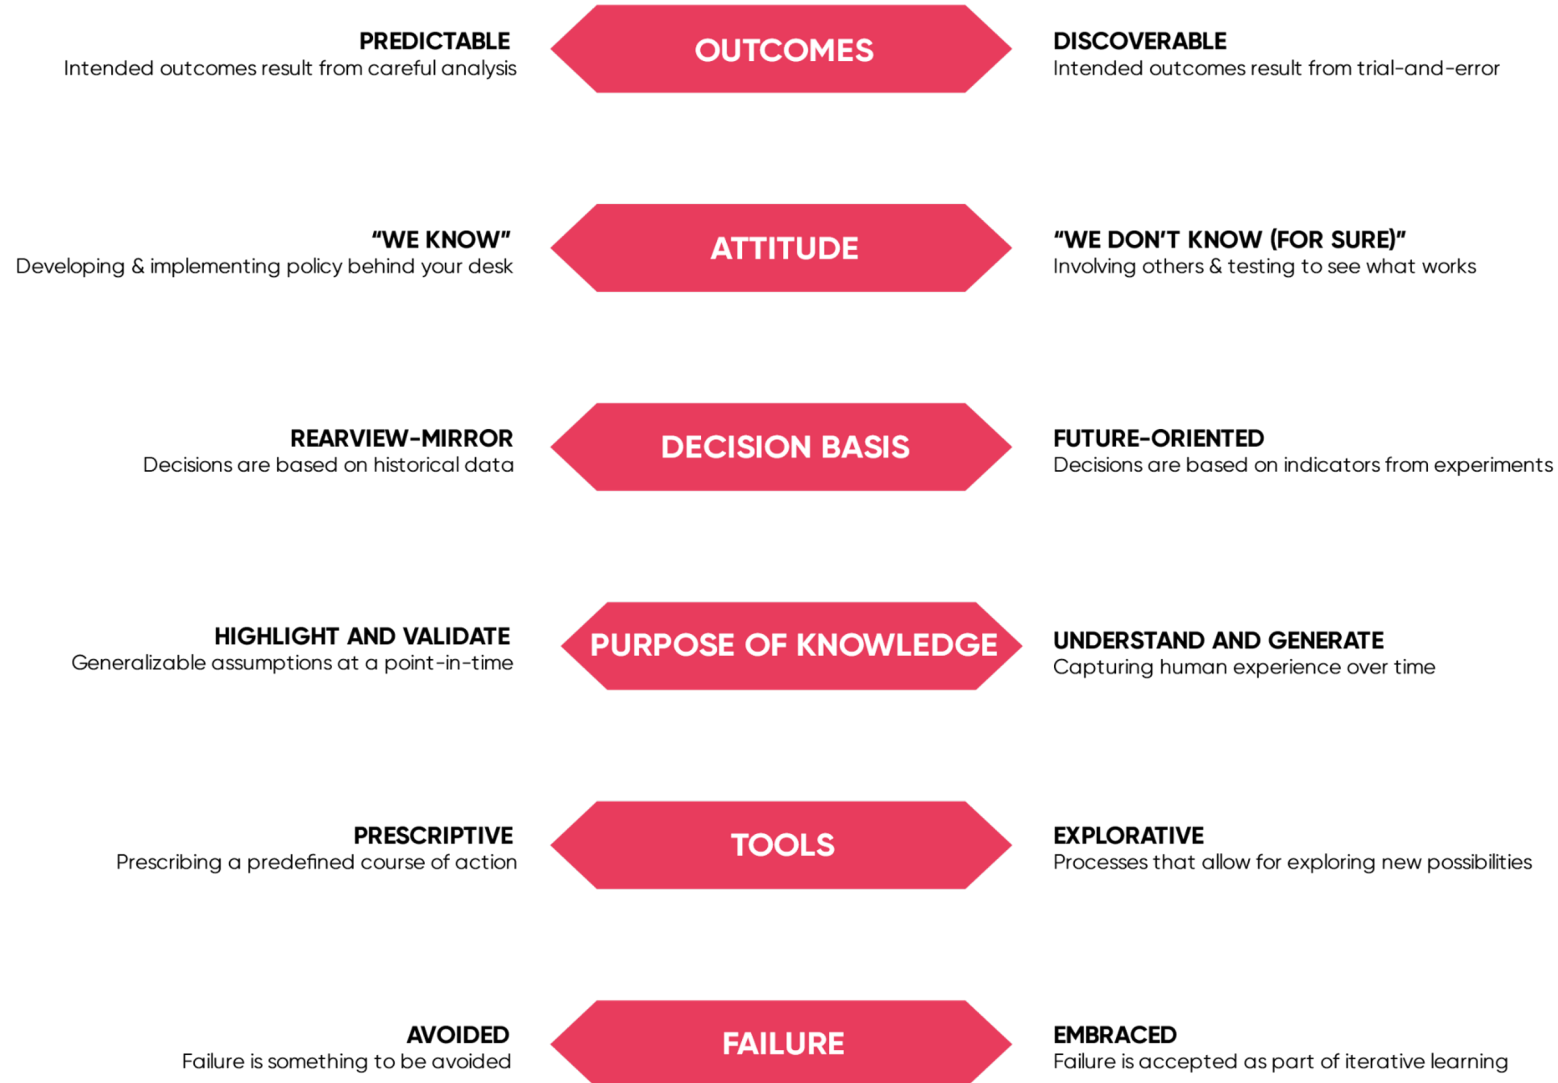 PREDICTABLE
Intended outcomes result from careful analysis
OUTCOMES
DISCOVERABLE
Intended outcomes result from trial-and-error
“WE KNOW”
Developing & implementing policy behind your desk
ATTITUDE
“WE DON’T KNOW (FOR SURE)”
Involving others & testing to see what works
REARVIEW-MIRROR
Decisions are based on historical data
DECISION BASIS
FUTURE-ORIENTED
Decisions are based on indicators from experiments
HIGHLIGHT AND VALIDATE
Generalizable assumptions at a point-in-time
PURPOSE OF KNOWLEDGE
UNDERSTAND AND GENERATE
Capturing human experience over time
PRESCRIPTIVE
Prescribing a predefined course of action
TOOLS
EXPLORATIVE
Processes that allow for exploring new possibilities
AVOIDED
Failure is something to be avoided
FAILURE
EMBRACED
Failure is accepted as part of iterative learning